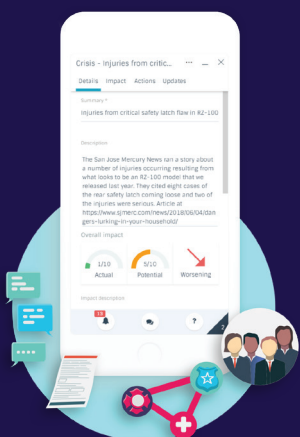 Crisis - Injuries from critic...
Details Impact Actions Updates
Summary *
Injuries from critical safety latch flaw in RZ-100
Description
The San Jose Mercury News ran a story about
a number of injuries occurring resulting from
what looks to be an RZ-100 model that we
released last year. They cited eight cases of
the rear safety latch coming loose and two of
the injuries were serious. Article at
https://www.sjmerc.com/news/2018/06/04/dan
gers-lurking-in-your-household/
Overall impact
1/10
5/10
Actual
Potential
Worsening
Impact Description
18
?